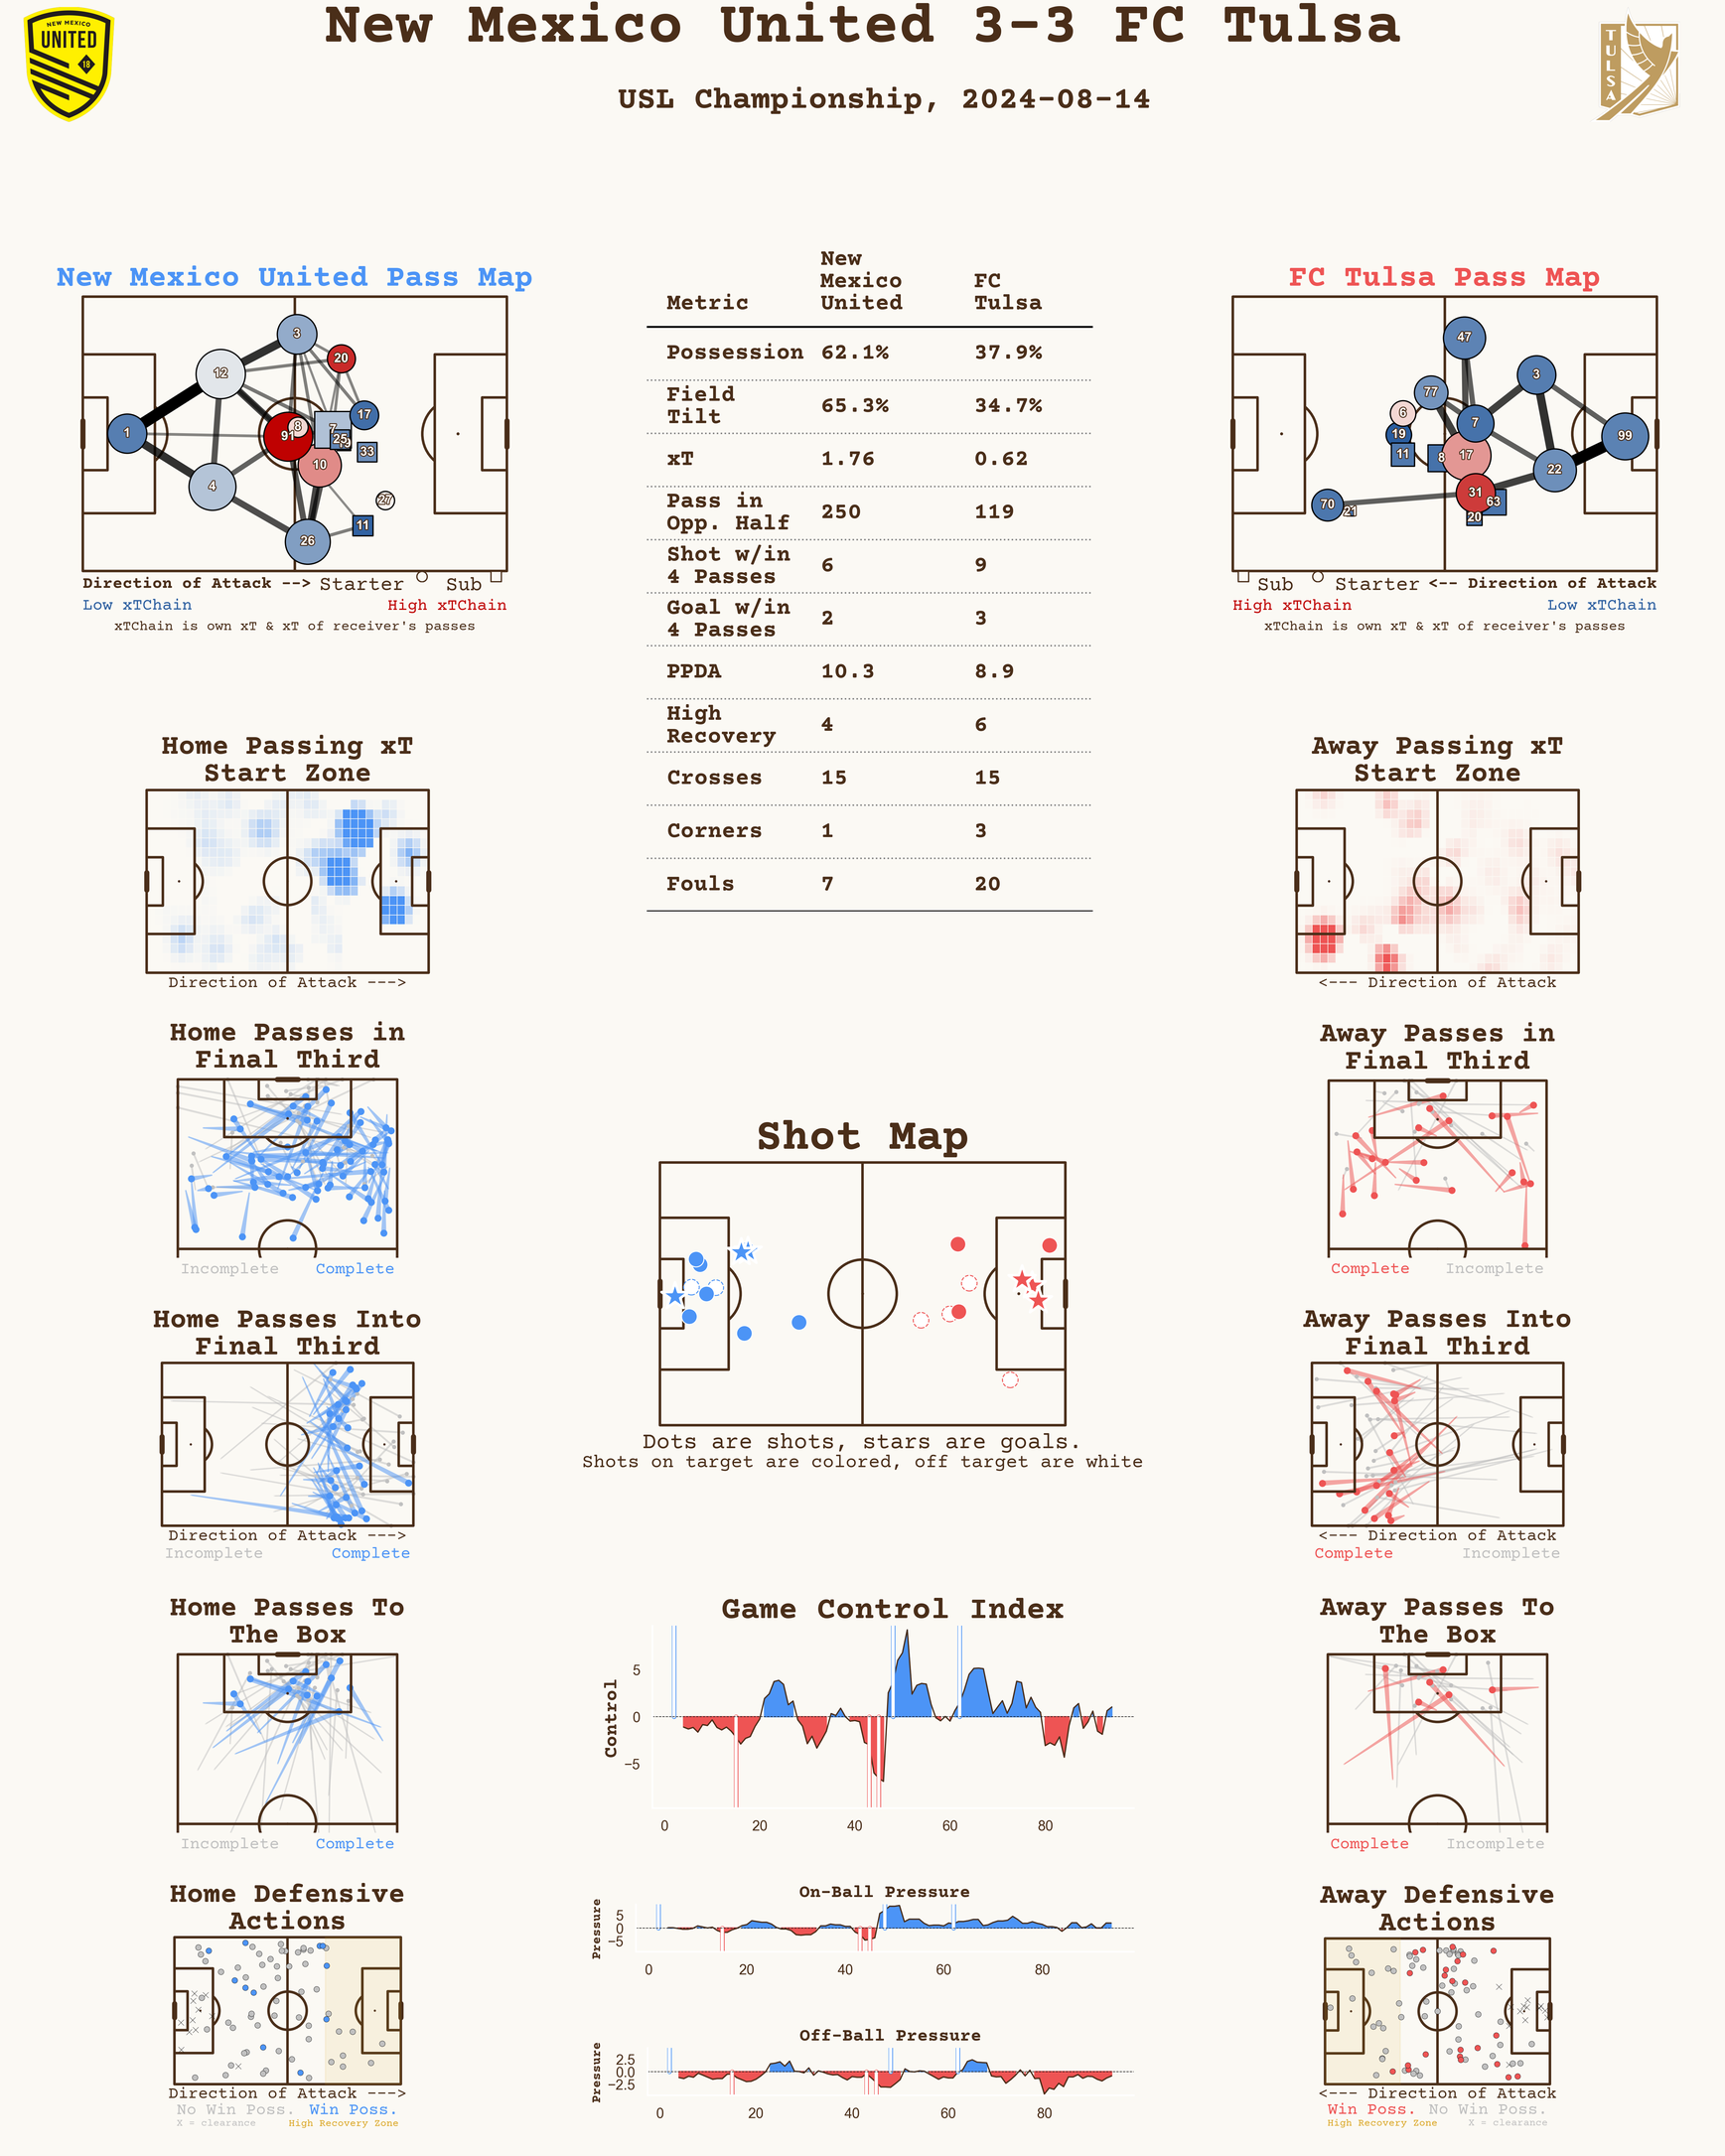 New Mexico United 3-3 FC Tulsa
USL Championship, 2024-08-14
NEW MEXICO
UNITED
18
TULSA
New Mexico United Pass Map
3
20
12
17
8
7
1
91
25
33
10
4
27
11
26
Direction of Attack --> Starter Sub
Low xTChain High xTChain
xTChain is own xT & xT of receiver's passes
Metric New Mexico United FC Tulsa
Possession 62.1% 37.9%
Field Tilt 65.3% 34.7%
xT 1.76 0.62
Pass in Opp. Half 250 119
Shot w/in 4 Passes 6 9
Goal w/in 4 Passes 2 3
PPDA 10.3 8.9
High Recovery 4 6
Crosses 15 15
Corners 1 3
Fouls 7 20
FC Tulsa Pass Map
47
3
77
6
7
19
99
11
8
17
22
31
63
70
21
20
Sub Starter <-- Direction of Attack
High xTChain Low xTChain
xTChain is own xT & xT of receiver's passes
Home Passing xT
Start Zone
Direction of Attack --->
Away Passing xT
Start Zone
<--- Direction of Attack
Home Passes in
Final Third
Incomplete Complete
Away Passes in
Final Third
Complete Incomplete
Shot Map
Dots are shots, stars are goals.
Shots on target are colored, off target are white
Home Passes Into
Final Third
Direction of Attack --->
Incomplete Complete
Away Passes Into
Final Third
<--- Direction of Attack
Complete Incomplete
Home Passes To
The Box
Incomplete Complete
Game Control Index
Control
5
0
−5
0 20 40 60 80
Away Passes To
The Box
Complete Incomplete
Home Defensive
Actions
Direction of Attack --->
No Win Poss. Win Poss.
X = clearance High Recovery Zone
On-Ball Pressure
Pressure
5
0
−5
0 20 40 60 80
Off-Ball Pressure
Pressure
2.5
0.0
−2.5
0 20 40 60 80
Away Defensive
Actions
<--- Direction of Attack
Win Poss. No Win Poss.
High Recovery Zone X = clearance